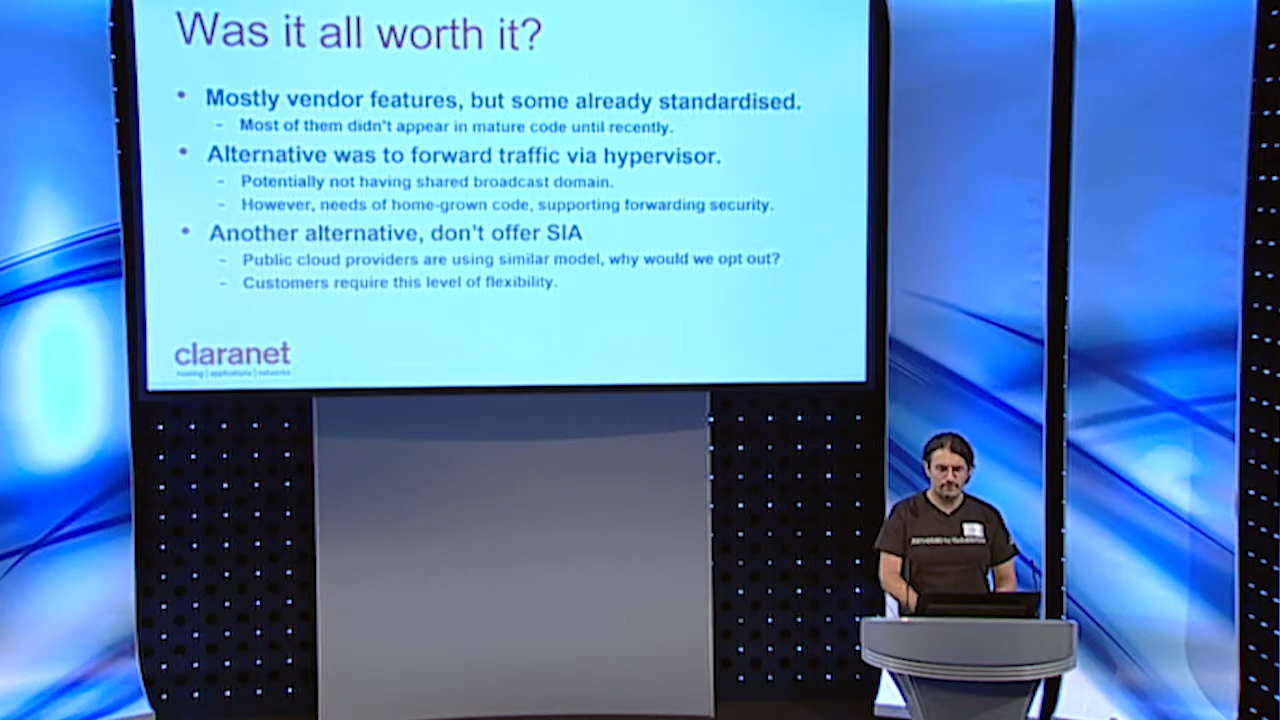 Was it all worth it?
• Mostly vendor features, but some already standardised.
- Most of them didn't appear in mature code until recently.
• Alternative was to forward traffic via hypervisor.
- Potentially not having shared broadcast domain.
- However, needs of home-grown code, supporting forwarding security.
• Another alternative, don't offer SIA
- Public cloud providers are using similar model, why would we opt out?
- Customers require this level of flexibility.
claranet
hosting | applications | networks